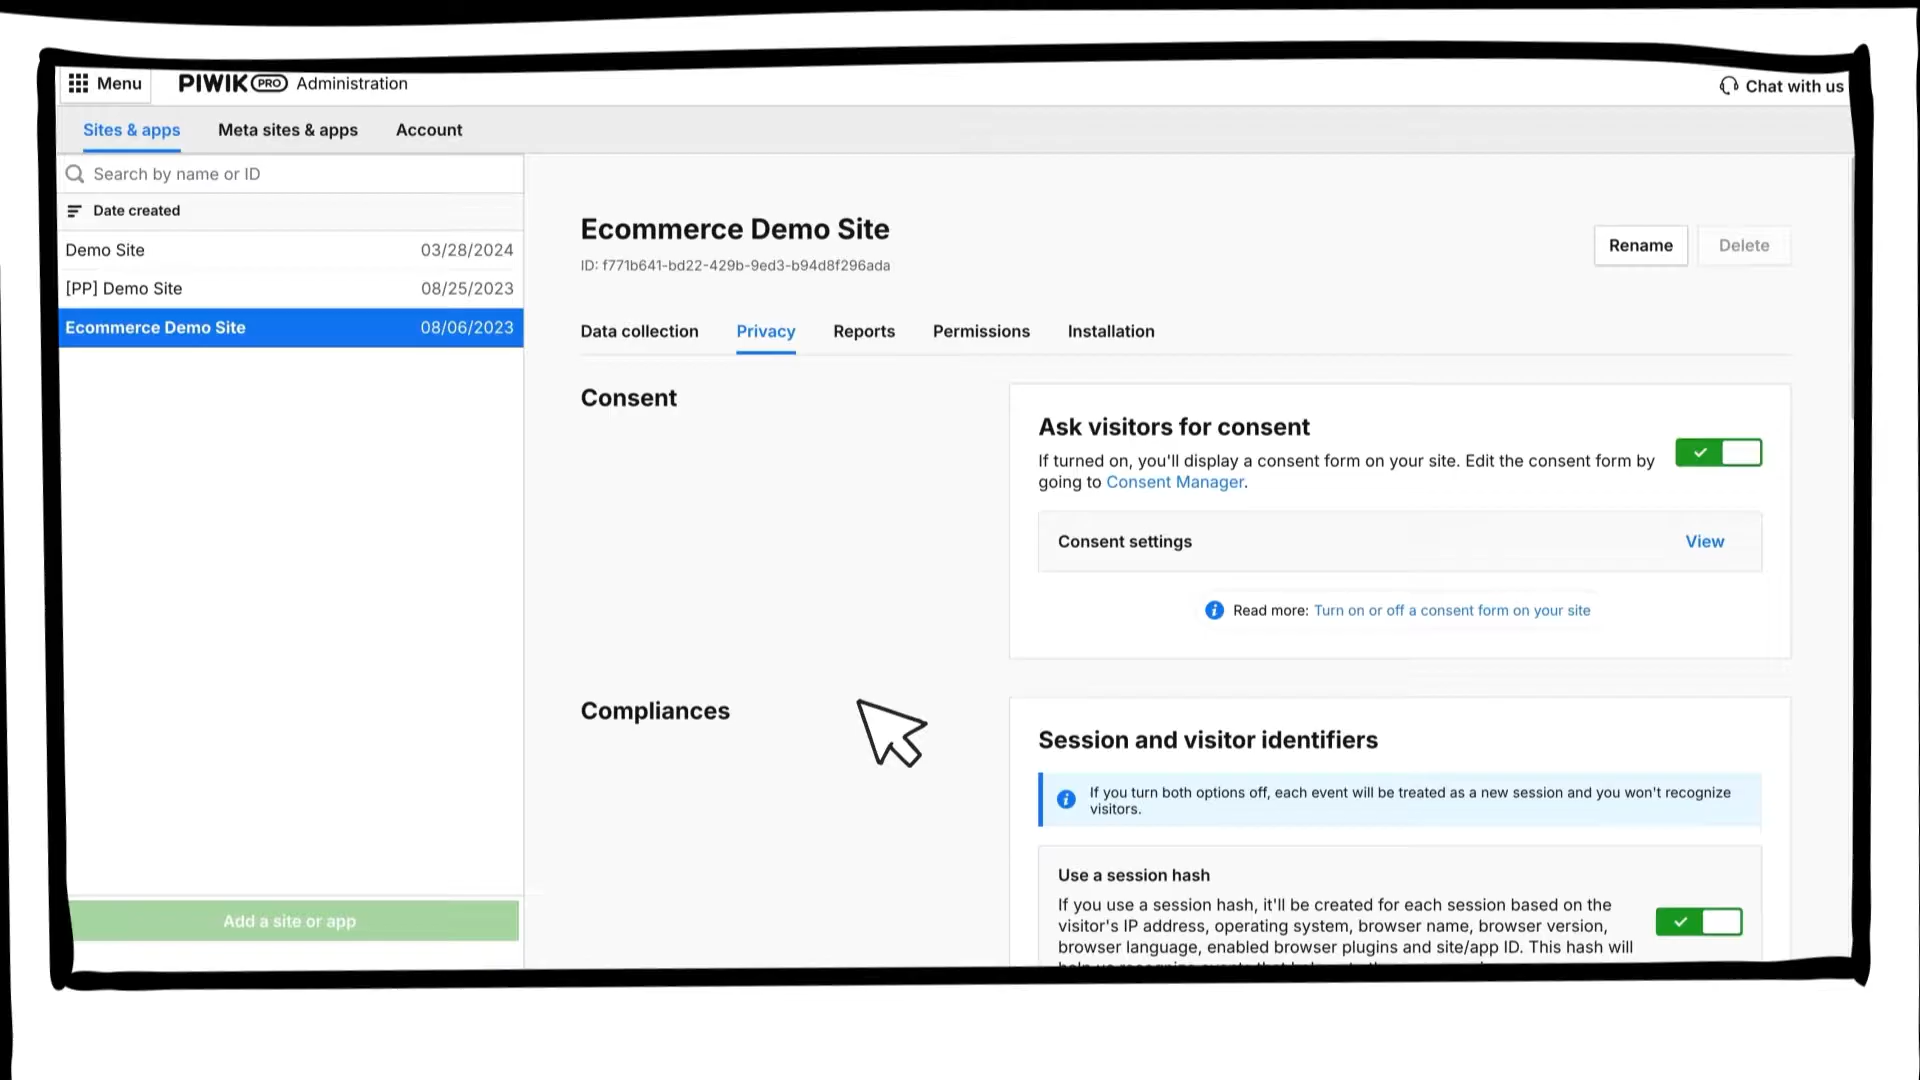 Menu
PIWIK PRO Administration
Chat with us
Sites & apps
Meta sites & apps
Account
Search by name or ID
Date created
Demo Site 03/28/2024
[PP] Demo Site 08/25/2023
Ecommerce Demo Site 08/06/2023
Add a site or app
Ecommerce Demo Site
ID: f771b641-bd22-429b-9ed3-b94d8f296ada
Rename
Delete
Data collection
Privacy
Reports
Permissions
Installation
Consent
Ask visitors for consent
If turned on, you'll display a consent form on your site. Edit the consent form by
going to Consent Manager.
Consent settings
View
Read more: Turn on or off a consent form on your site
Compliances
Session and visitor identifiers
If you turn both options off, each event will be treated as a new session and you won't recognize
visitors.
Use a session hash
If you use a session hash, it'll be created for each session based on the
visitor's IP address, operating system, browser name, browser version,
browser language, enabled browser plugins and site/app ID. This hash will